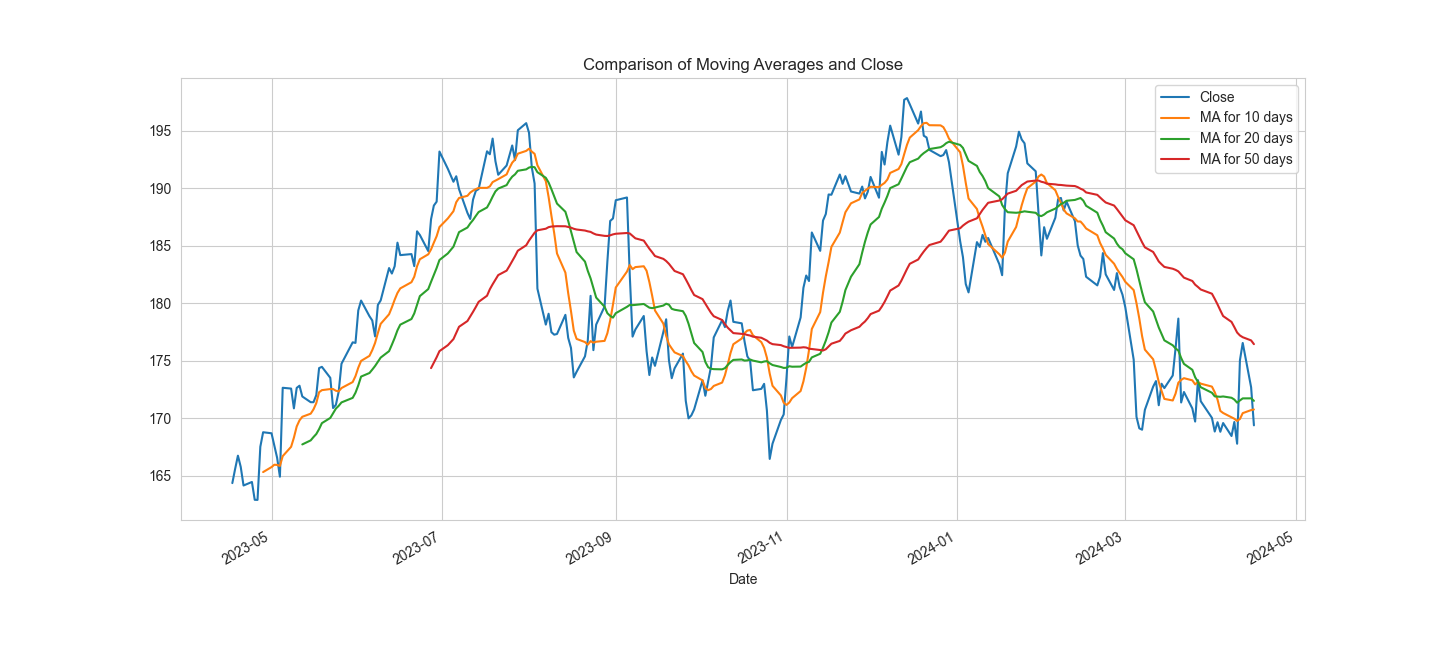 Comparison of Moving Averages and Close
Close
MA for 10 days
MA for 20 days
MA for 50 days
195
190
185
180
175
170
165
2023-05
2023-07
2023-09
2023-11
2024-01
2024-03
2024-05
Date